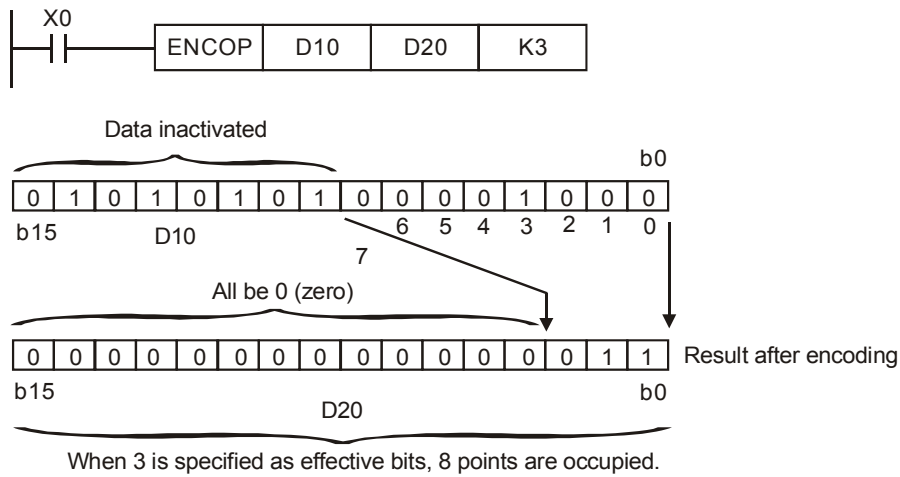 X0
ENCOP D10 D20 K3
Data inactivated
b0
0 1 0 1 0 1 0 1 0 0 0 0 1 0 0 0
b15 D10 7 6 5 4 3 2 1 0
All be 0 (zero)
0 0 0 0 0 0 0 0 0 0 0 0 0 0 1 1 Result after encoding
b15 D20 b0
When 3 is specified as effective bits, 8 points are occupied.